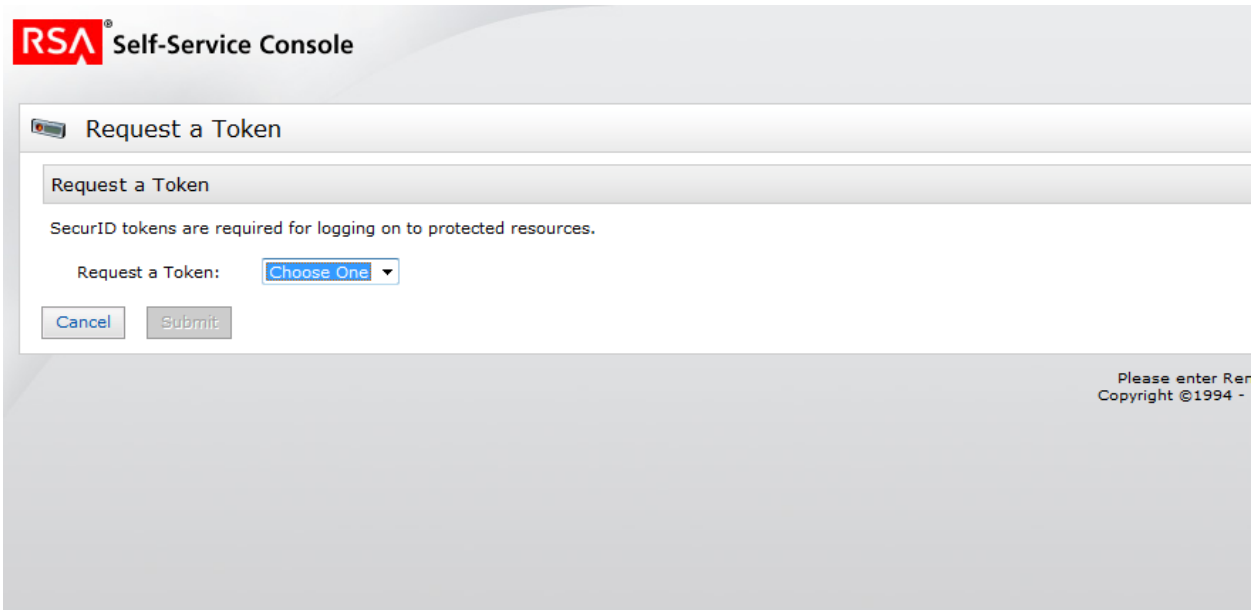 RSA® Self-Service Console
Request a Token
Request a Token
SecurID tokens are required for logging on to protected resources.
Request a Token: Choose One
Cancel Submit
Please enter
Copyright ©1994 -